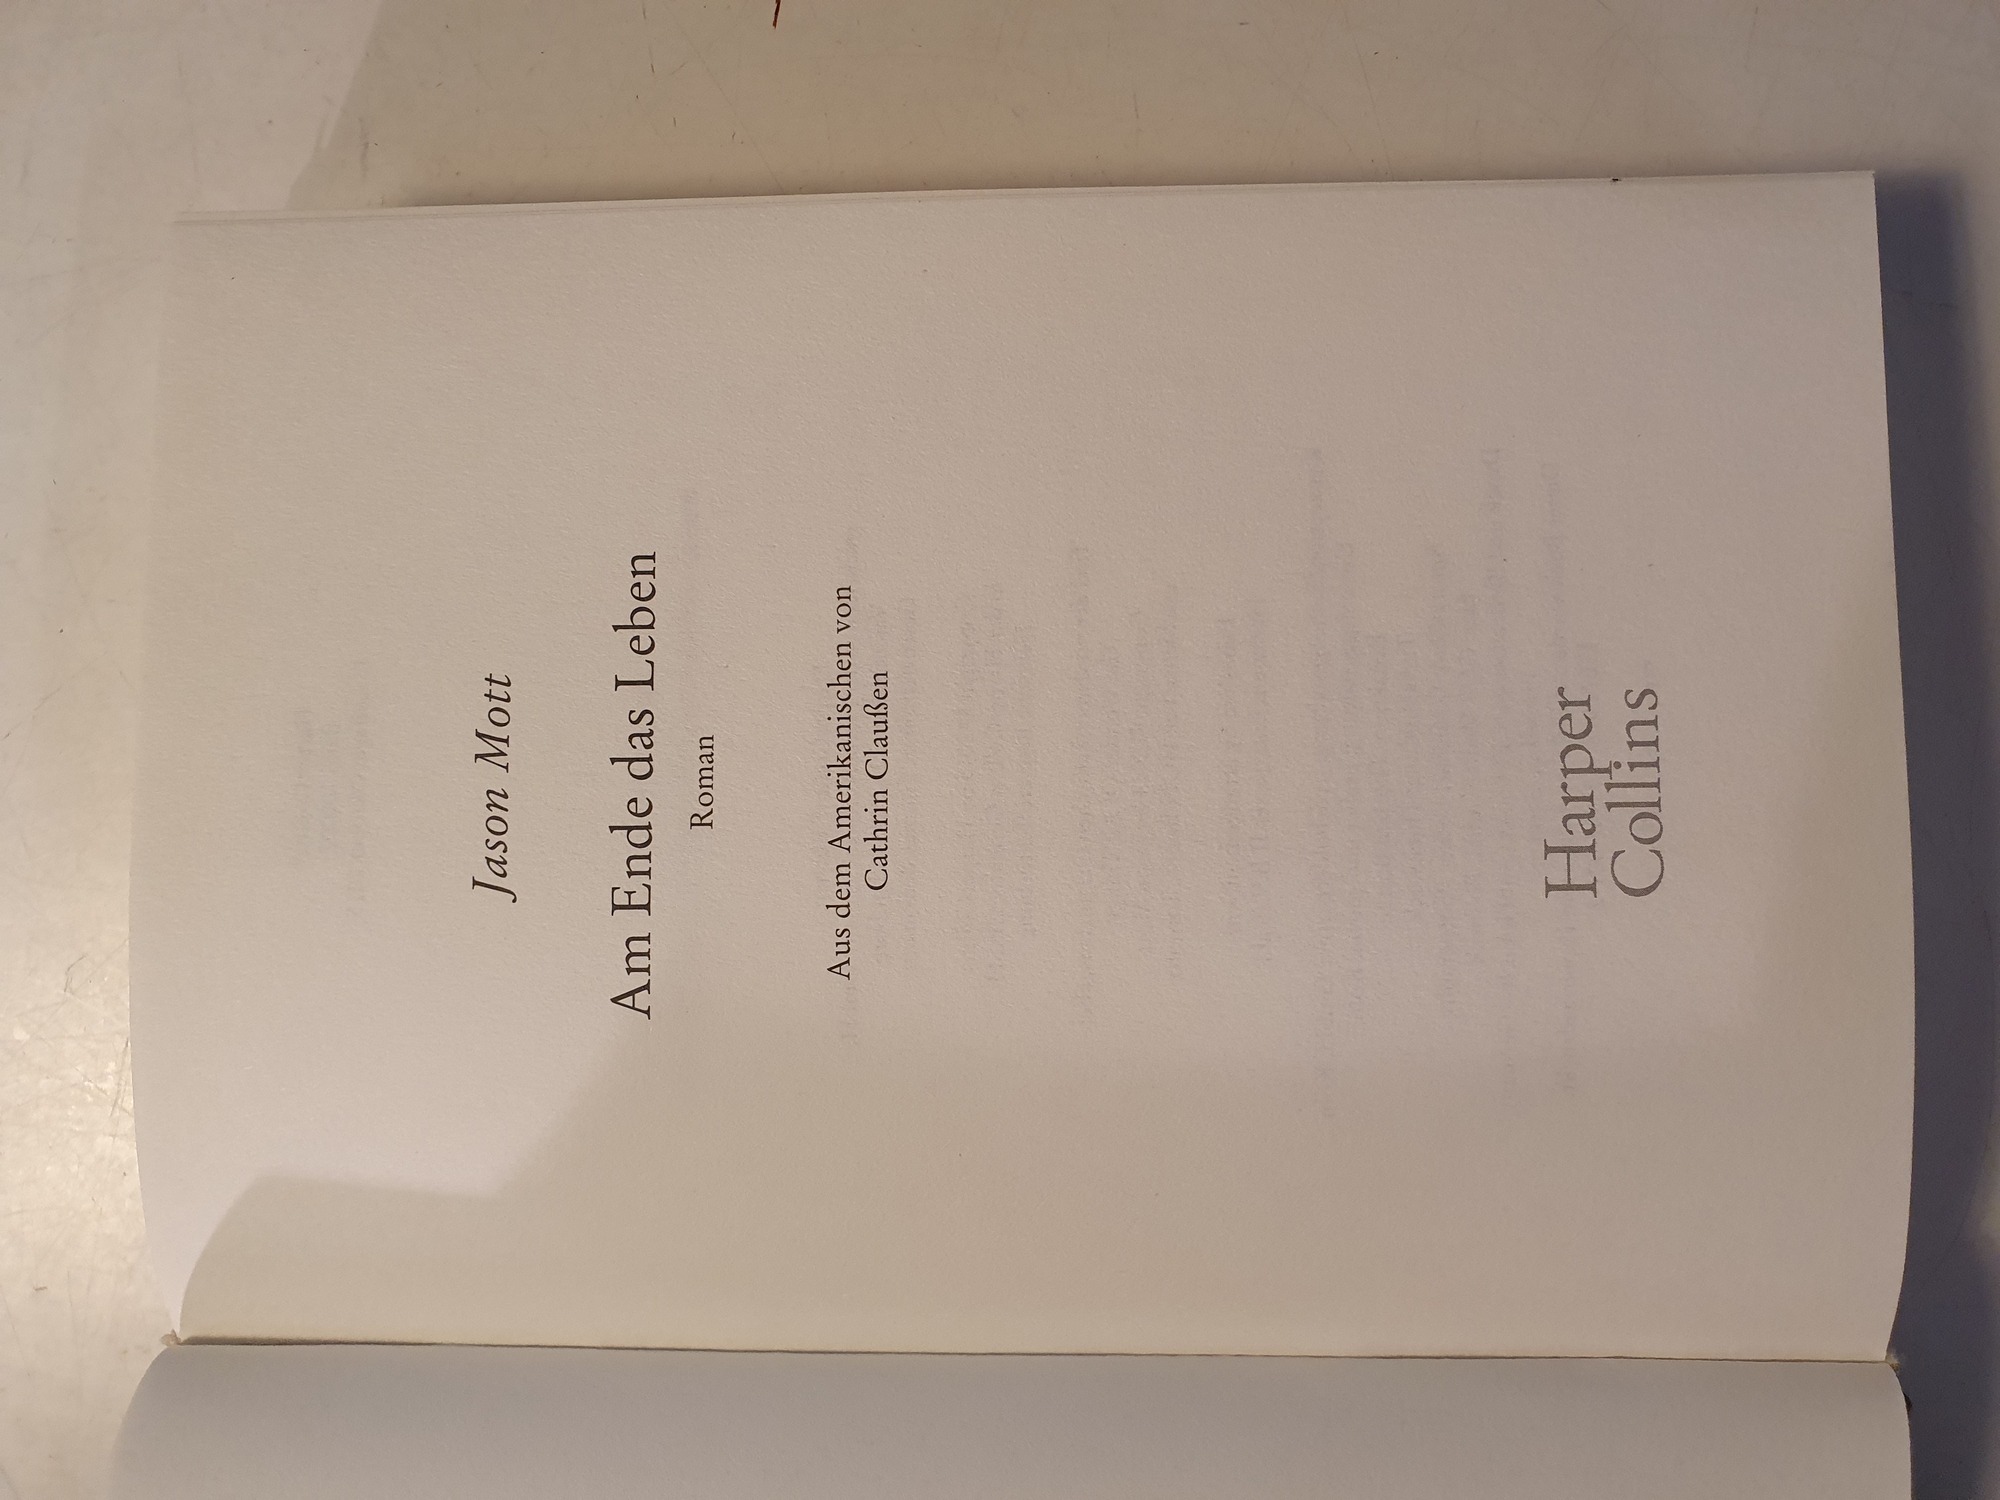 Jason Mott
Am Ende das Leben
Roman
Aus dem Amerikanischen von
Cathrin Claußen
Harper
Collins